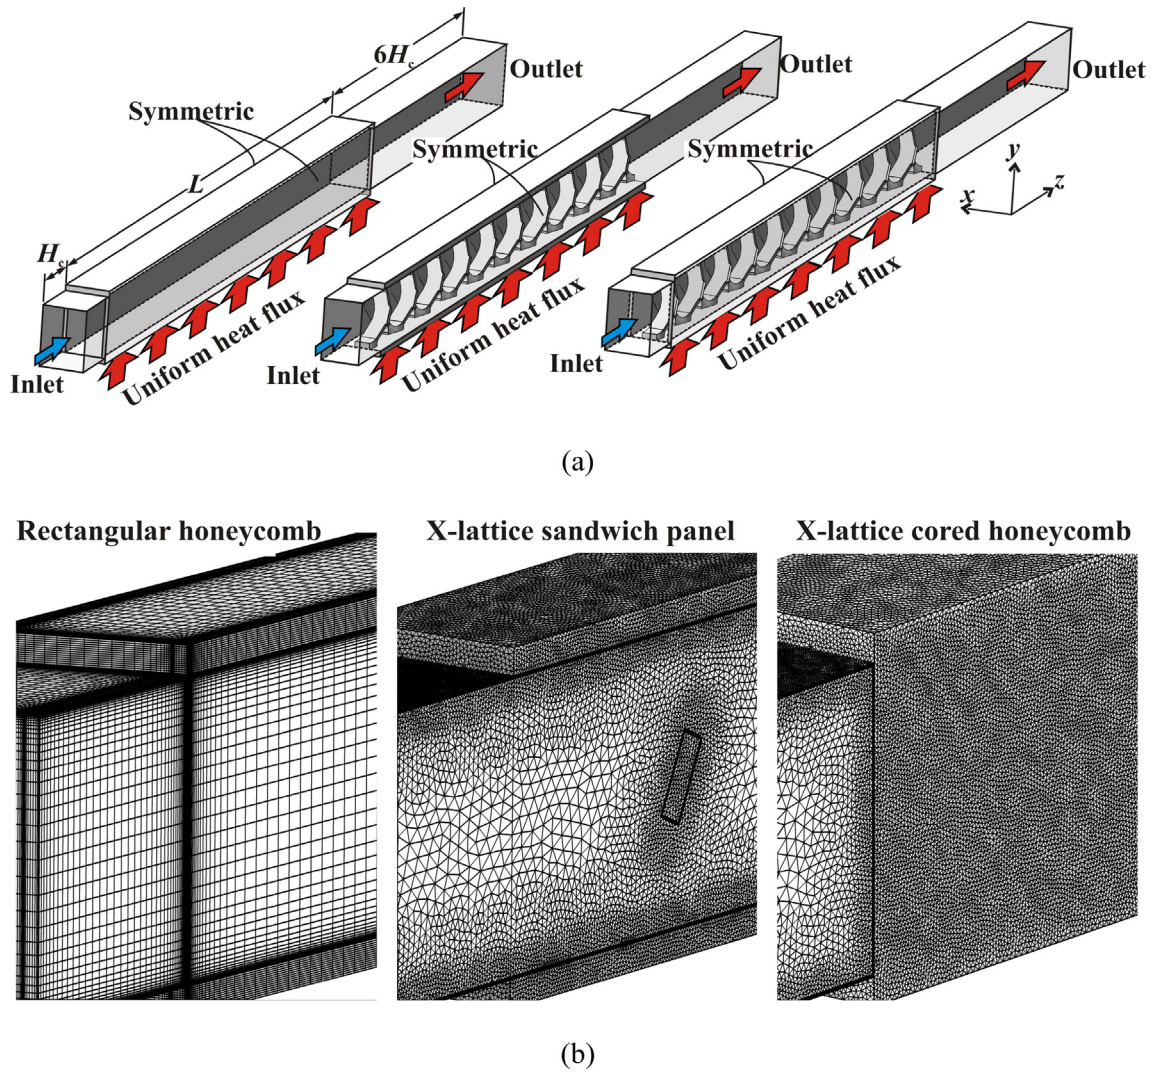 6Hc
Outlet
Outlet
Outlet
Symmetric
Symmetric
Symmetric
y
z
x
L
Hc
Uniform heat flux
Uniform heat flux
Uniform heat flux
Inlet
Inlet
Inlet
(a)
Rectangular honeycomb
X-lattice sandwich panel
X-lattice cored honeycomb
(b)